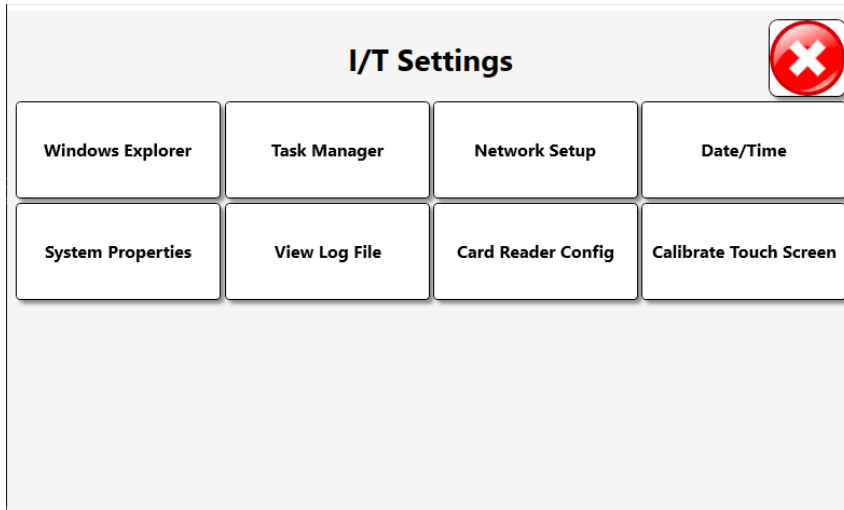 I/T Settings
Windows Explorer
Task Manager
Network Setup
Date/Time
System Properties
View Log File
Card Reader Config
Calibrate Touch Screen